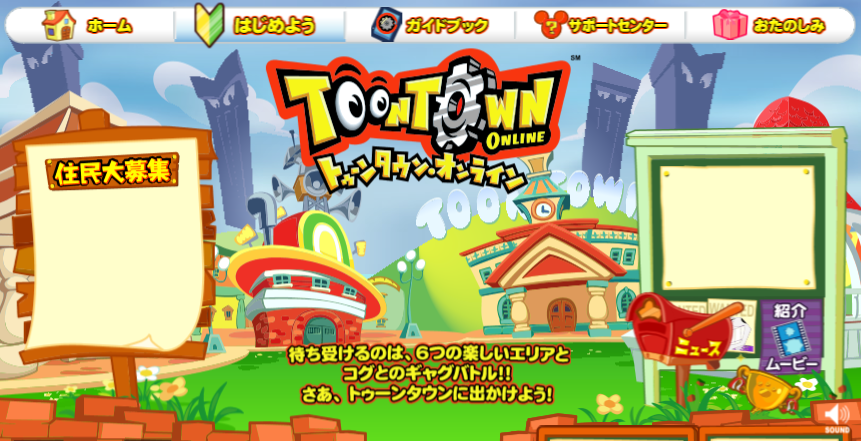 ホーム
はじめよう
ガイドブック
サポートセンター
おたのしみ
TOONTOWN
ONLINE
SM
トゥーンタウン・オンライン
住民大募集
TOONTOWN
紹介
ムービー
ニュース
待ち受けるのは、6つの楽しいエリアと
コグとのギャグバトル!!
さあ、トゥーンタウンに出かけよう!
SOUND